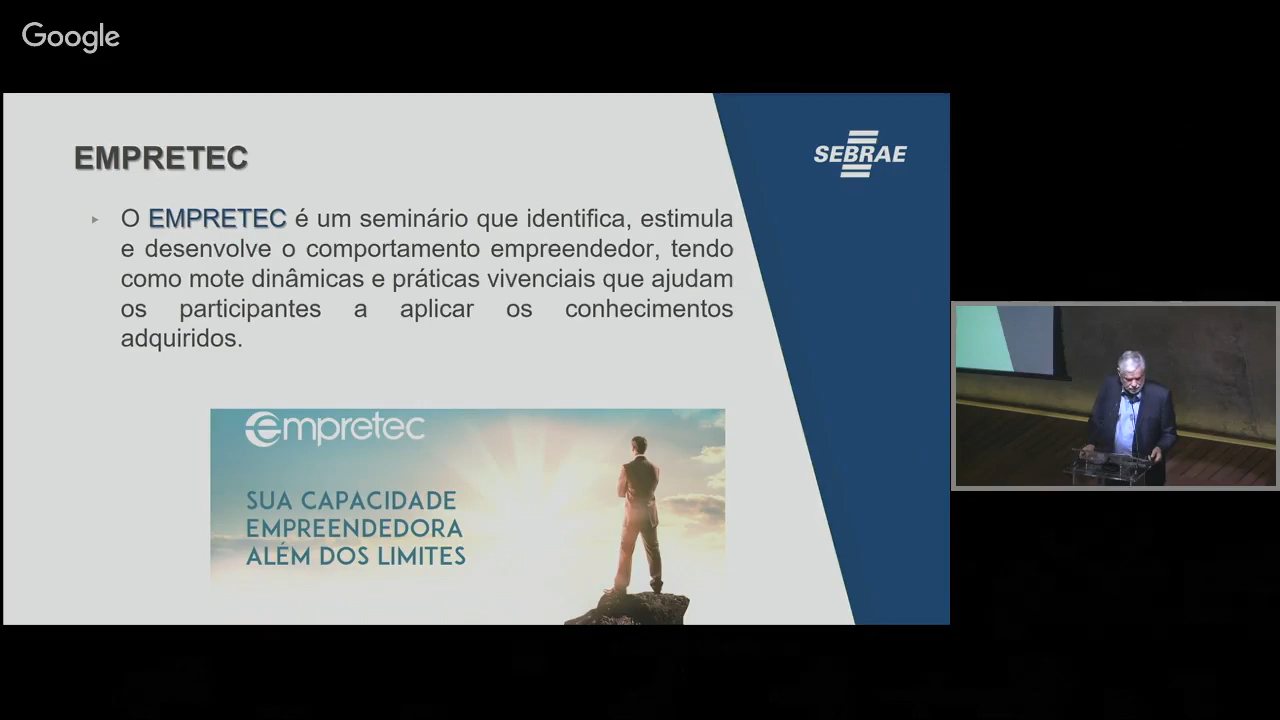 Google
EMPRETEC
SEBRAE
O EMPRETEC é um seminário que identifica, estimula
e desenvolve o comportamento empreendedor, tendo
como mote dinâmicas e práticas vivenciais que ajudam
os participantes a aplicar os conhecimentos
adquiridos.
Empretec
SUA CAPACIDADE
EMPREENDEDORA
ALÉM DOS LIMITES